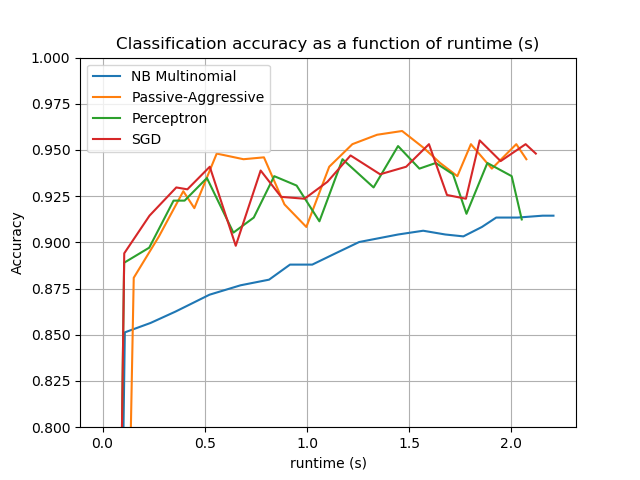 Classification accuracy as a function of runtime (s)
1.000
0.975
0.950
0.925
0.900
0.875
0.850
0.825
0.800
Accuracy
NB Multinomial
Passive-Aggressive
Perceptron
SGD
0.0 0.5 1.0 1.5 2.0
runtime (s)